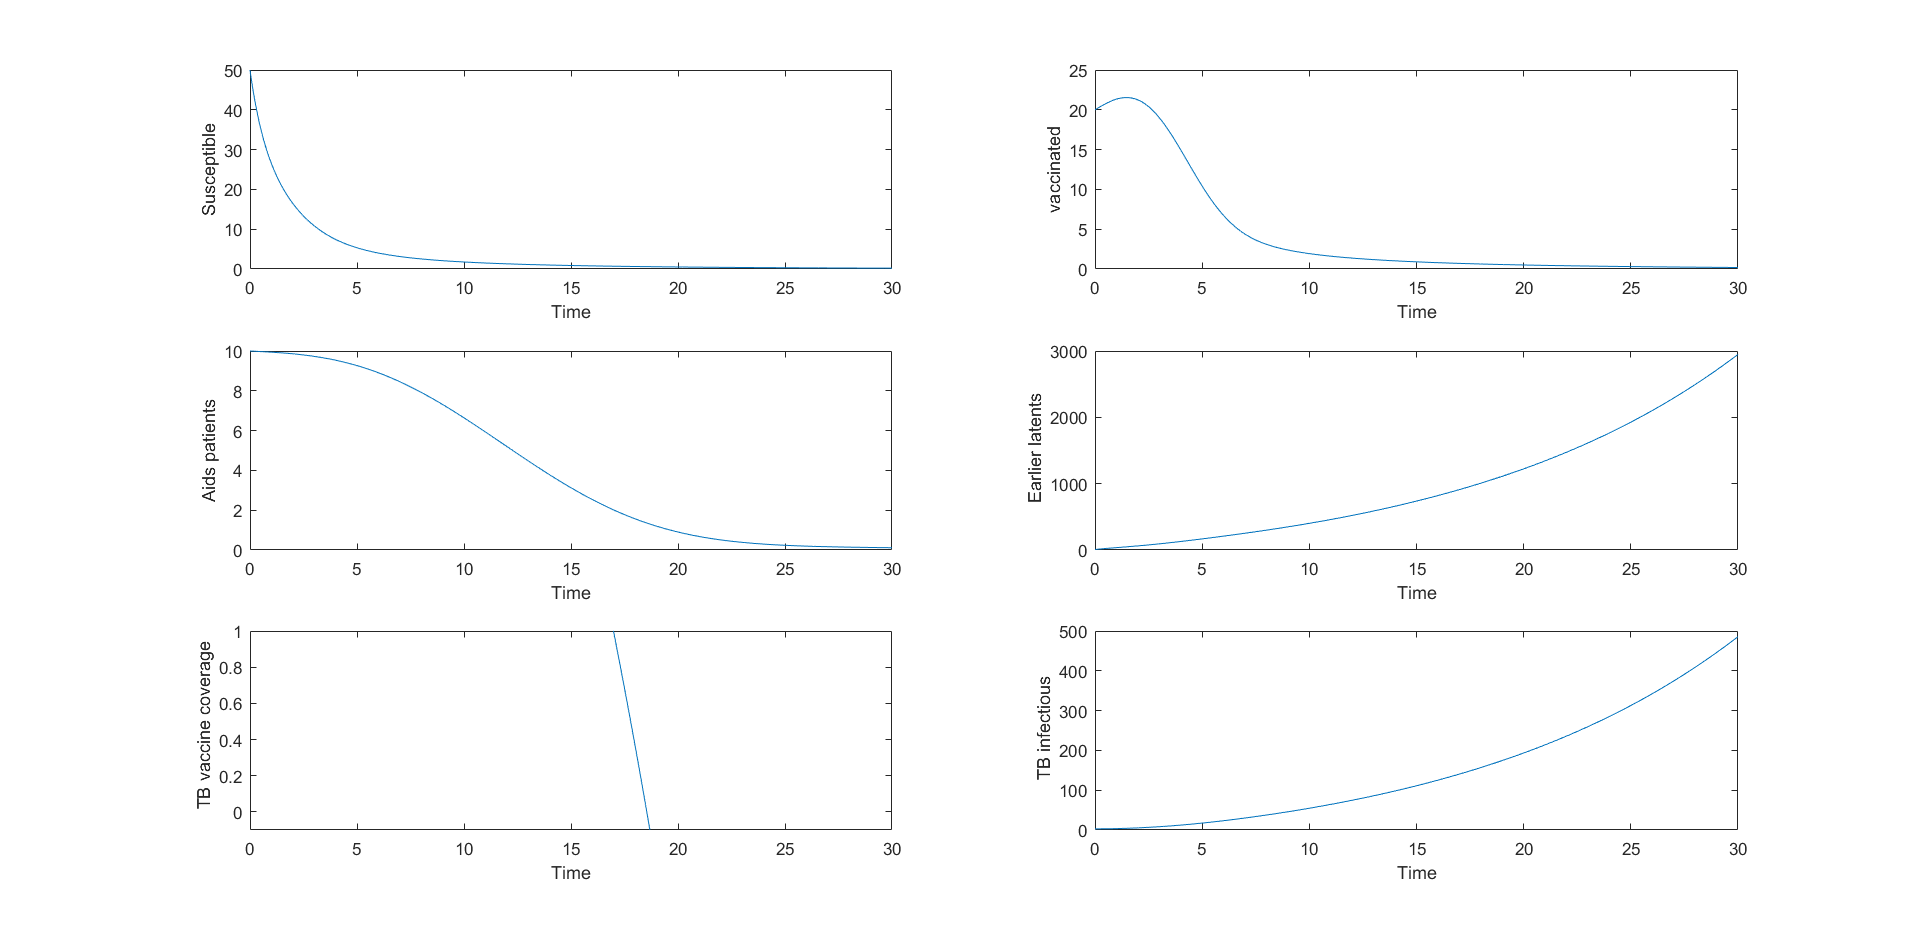 Susceptible
50
40
30
20
10
0
0 5 10 15 20 25 30
Time
vaccinated
25
20
15
10
5
0
0 5 10 15 20 25 30
Time
Aids patients
10
8
6
4
2
0
0 5 10 15 20 25 30
Time
Earlier latents
3000
2000
1000
0
0 5 10 15 20 25 30
Time
TB vaccine coverage
1
0.8
0.6
0.4
0.2
0
0 5 10 15 20 25 30
Time
TB infectious
500
400
300
200
100
0
0 5 10 15 20 25 30
Time